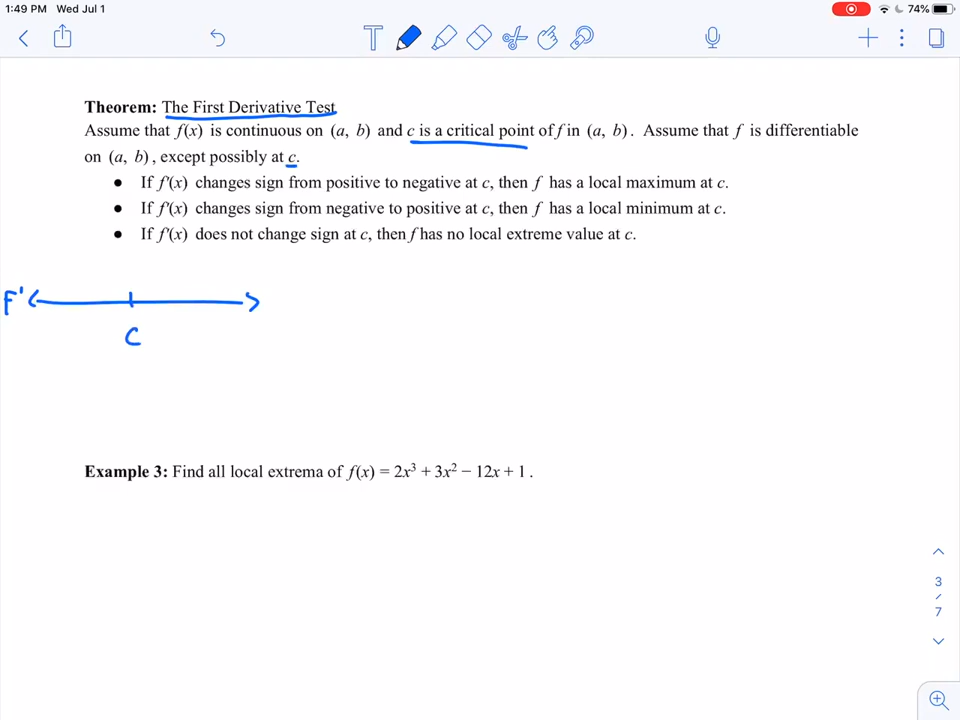 1:49 PM Wed Jul 1
74%
Theorem: The First Derivative Test
Assume that f(x) is continuous on (a, b) and c is a critical point of f in (a, b). Assume that f is differentiable
on (a, b), except possibly at c.
● If f′(x) changes sign from positive to negative at c, then f has a local maximum at c.
● If f′(x) changes sign from negative to positive at c, then f has a local minimum at c.
● If f′(x) does not change sign at c, then f has no local extreme value at c.
F'
C
Example 3: Find all local extrema of f(x) = 2x³ + 3x² − 12x + 1.
3
/
7